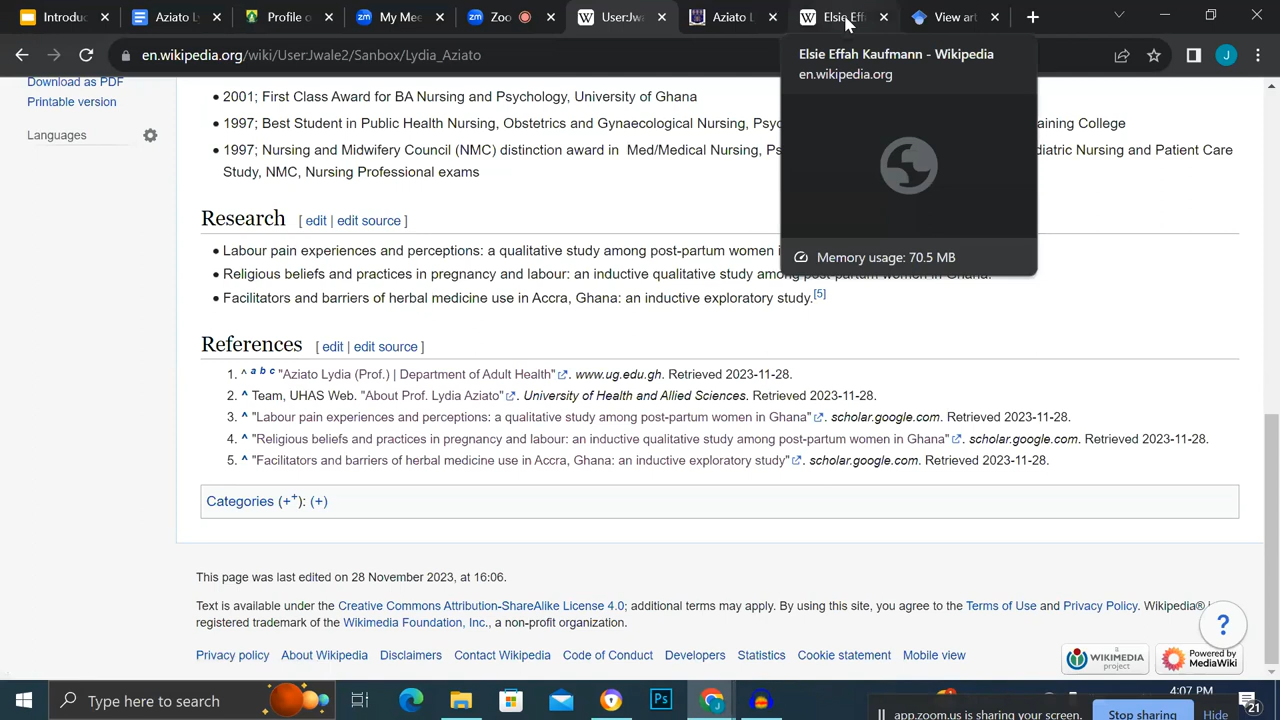 Introduc
Aziato L
Profile o
My Mee
Zoo
User:Jw
Aziato L
Elsie Effa
View art
en.wikipedia.org/wiki/User:Jwale2/Sanbox/Lydia_Aziato
J
Elsie Effah Kaufmann - Wikipedia
en.wikipedia.org
Memory usage: 70.5 MB
Download as PDF
Printable version
Languages
• 2001; First Class Award for BA Nursing and Psychology, University of Ghana
• 1997; Best Student in Public Health Nursing, Obstetrics and Gynaecological Nursing, Psyc aining College
• 1997; Nursing and Midwifery Council (NMC) distinction award in Med/Medical Nursing, Ps diatric Nursing and Patient Care
Study, NMC, Nursing Professional exams
Research [ edit | edit source ]
• Labour pain experiences and perceptions: a qualitative study among post-partum women i
• Religious beliefs and practices in pregnancy and labour: an inductive qualitative study among post-partum women in Ghana.
• Facilitators and barriers of herbal medicine use in Accra, Ghana: an inductive exploratory study.[5]
References [ edit | edit source ]
1. ^ a b c "Aziato Lydia (Prof.) | Department of Adult Health". www.ug.edu.gh. Retrieved 2023-11-28.
2. ^ Team, UHAS Web. "About Prof. Lydia Aziato". University of Health and Allied Sciences. Retrieved 2023-11-28.
3. ^ "Labour pain experiences and perceptions: a qualitative study among post-partum women in Ghana". scholar.google.com. Retrieved 2023-11-28.
4. ^ "Religious beliefs and practices in pregnancy and labour: an inductive qualitative study among post-partum women in Ghana". scholar.google.com. Retrieved 2023-11-28.
5. ^ "Facilitators and barriers of herbal medicine use in Accra, Ghana: an inductive exploratory study". scholar.google.com. Retrieved 2023-11-28.
Categories (+⁺): (+)
This page was last edited on 28 November 2023, at 16:06.
Text is available under the Creative Commons Attribution-ShareAlike License 4.0; additional terms may apply. By using this site, you agree to the Terms of Use and Privacy Policy. Wikipedia® i
registered trademark of the Wikimedia Foundation, Inc., a non-profit organization.
Privacy policy About Wikipedia Disclaimers Contact Wikipedia Code of Conduct Developers Statistics Cookie statement Mobile view
?
a WIKIMEDIA project
Powered by MediaWiki
Type here to search
Ps
4:07 PM
21
app.zoom.us is sharing your screen.
Stop sharing
Hide